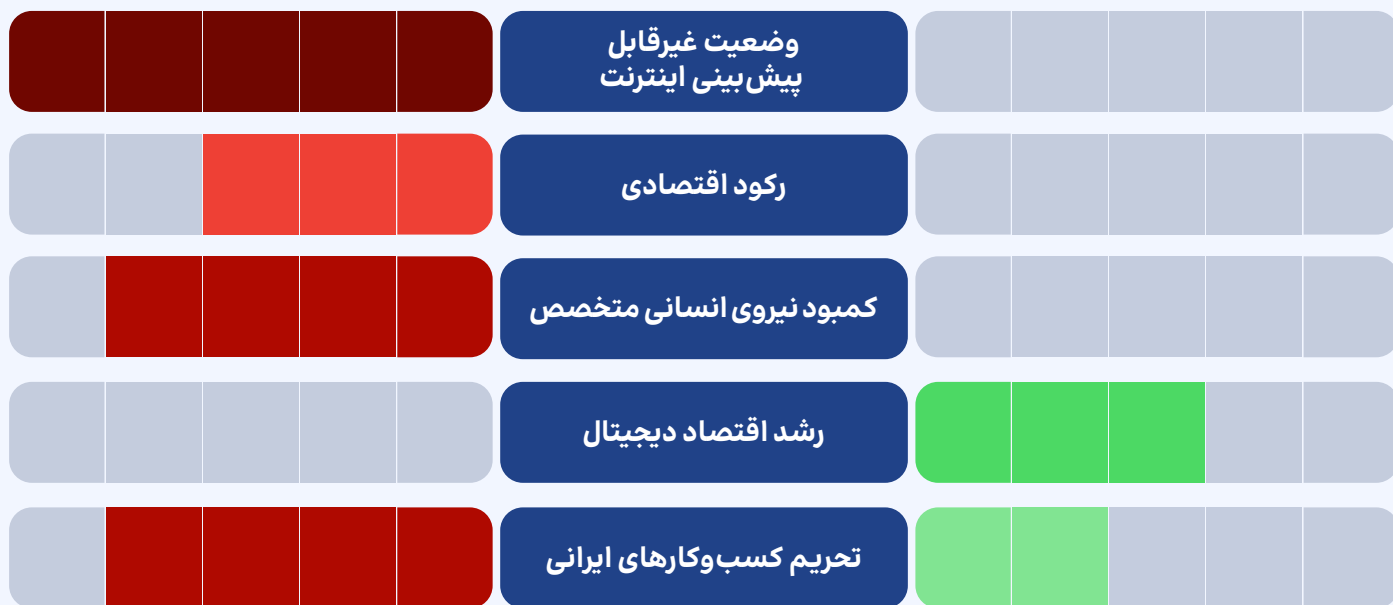 وضعیت غیرقابل
پیش‌بینی اینترنت
رکود اقتصادی
کمبود نیروی انسانی متخصص
رشد اقتصاد دیجیتال
تحریم کسب‌وکارهای ایرانی